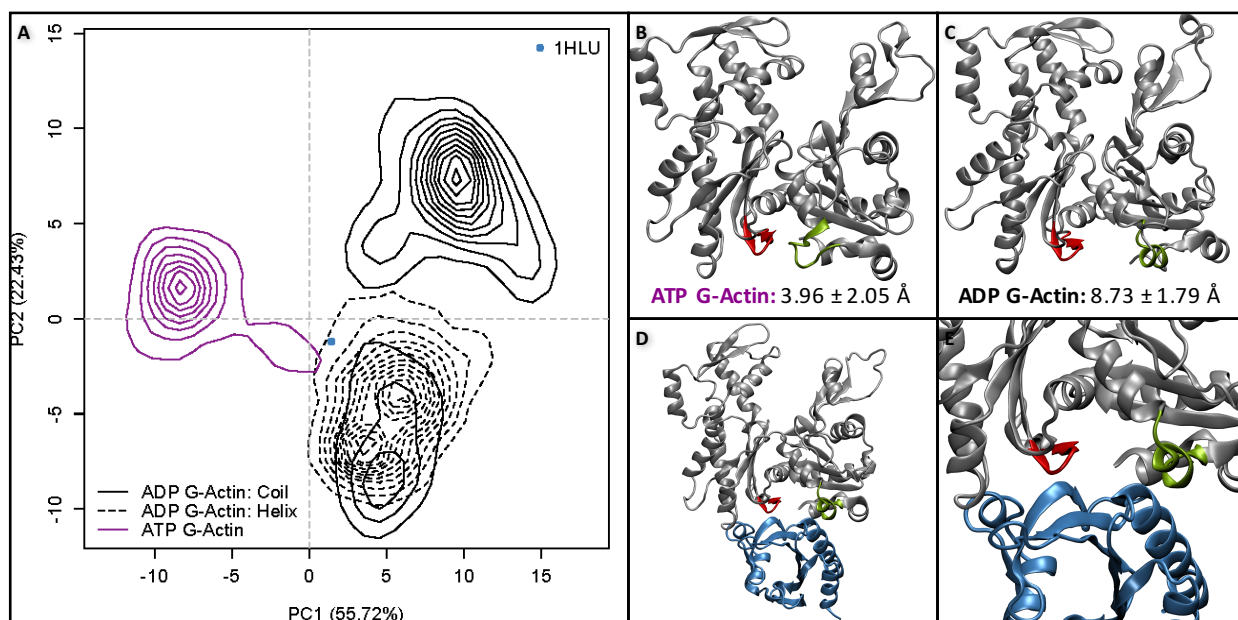 A
1HLU
15
10
5
0
-5
-10
PC2 (22.43%)
ADP G-Actin: Coil
ADP G-Actin: Helix
ATP G-Actin
-10 -5 0 5 10 15
PC1 (55.72%)
B
ATP G-Actin: 3.96 ± 2.05 Å
C
ADP G-Actin: 8.73 ± 1.79 Å
D
E